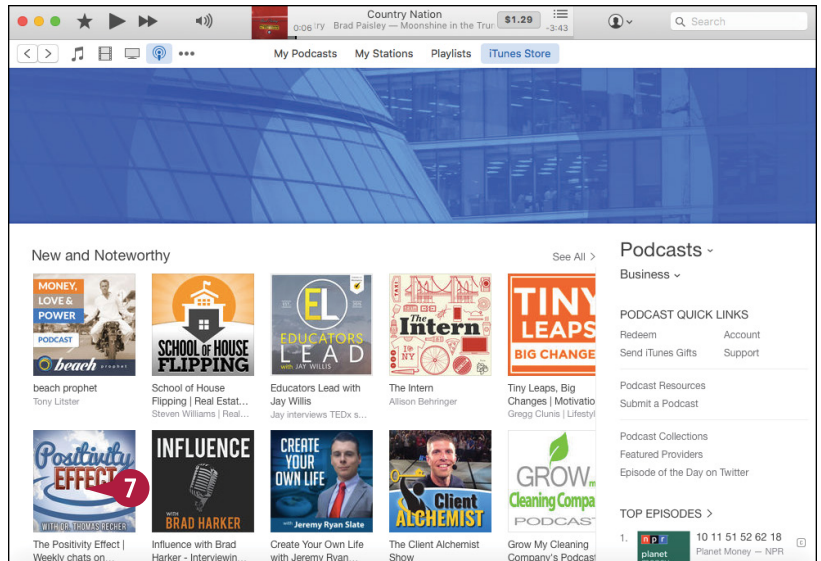 Country Nation
0:06 try Brad Paisley — Moonshine in the Trun
$1.29
-3:43
Search
My Podcasts My Stations Playlists iTunes Store
New and Noteworthy
See All >
MONEY,
LOVE &
POWER
PODCAST
beach prophet
beach prophet
Tony Litster
SCHOOL OF HOUSE
FLIPPING
School of House
Flipping | Real Estat...
Steven Williams | Real...
EL
EDUCATORS
LEAD
with JAY WILLIS
Educators Lead with
Jay Willis
Jay interviews TEDx s...
The
Intern
I NY
The Intern
Allison Behringer
TINY
LEAPS
BIG CHANGE
Tiny Leaps, Big
Changes | Motivatio
Gregg Clunis | Lifestyl
Positivity
EFFECT
WITH DR. THOMAS RECHER
7
The Positivity Effect |
Weekly chats on...
INFLUENCE
WITH
BRAD HARKER
Influence with Brad
Harker - Interviewin...
CREATE
YOUR
OWN LIFE
with Jeremy Ryan Slate
Create Your Own Life
with Jeremy Ryan...
Client
ALCHEMIST
The Client Alchemist
Show
GROW my
Cleaning Compa
PODCAST
Grow My Cleaning
Company's Podcast
Podcasts
Business
PODCAST QUICK LINKS
Redeem Account
Send iTunes Gifts Support
Podcast Resources
Submit a Podcast
Podcast Collections
Featured Providers
Episode of the Day on Twitter
TOP EPISODES >
1.
npr
planet
10 11 51 52 62 18
Planet Money — NPR